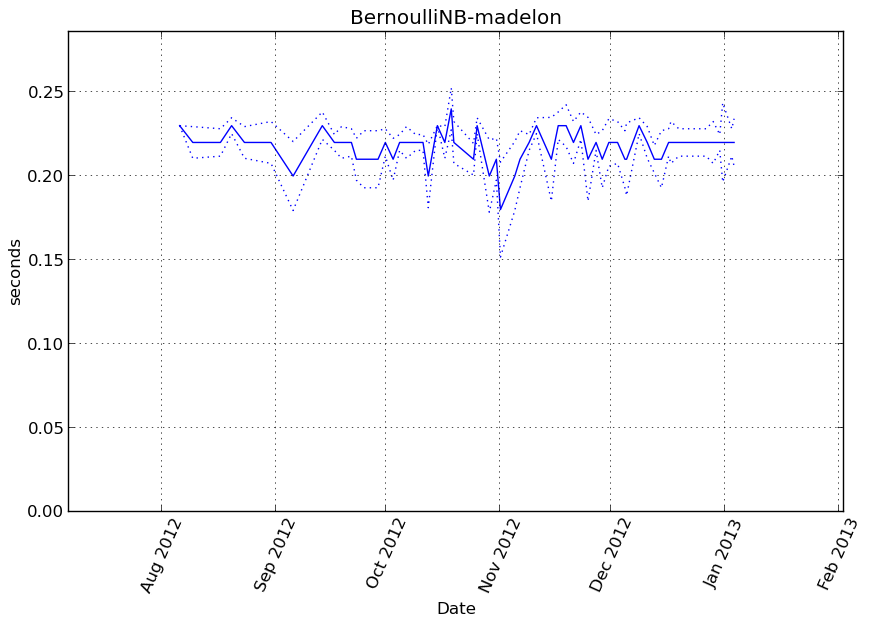 BernoulliNB-madelon
0.25
0.20
0.15
0.10
0.05
0.00
seconds
Aug 2012
Sep 2012
Oct 2012
Nov 2012
Dec 2012
Jan 2013
Feb 2013
Date